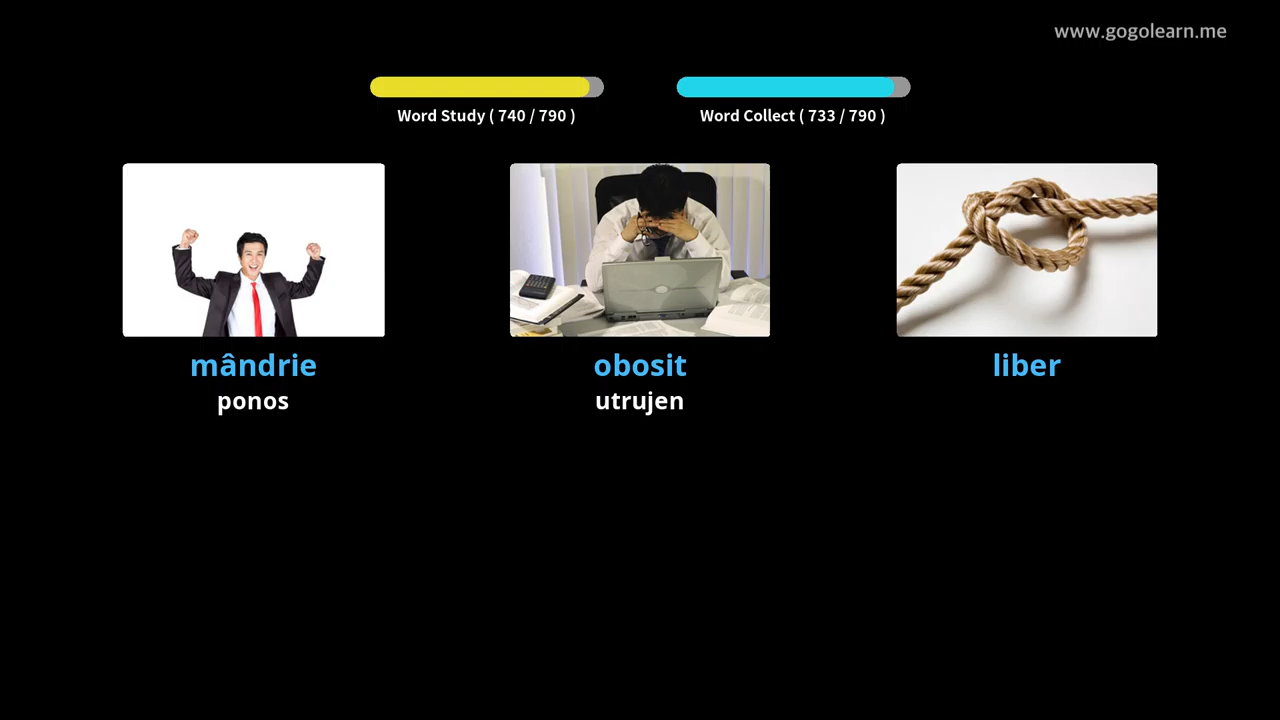 www.gogolearn.me
Word Study ( 740 / 790 )
Word Collect ( 733 / 790 )
mândrie
ponos
obosit
utrujen
liber